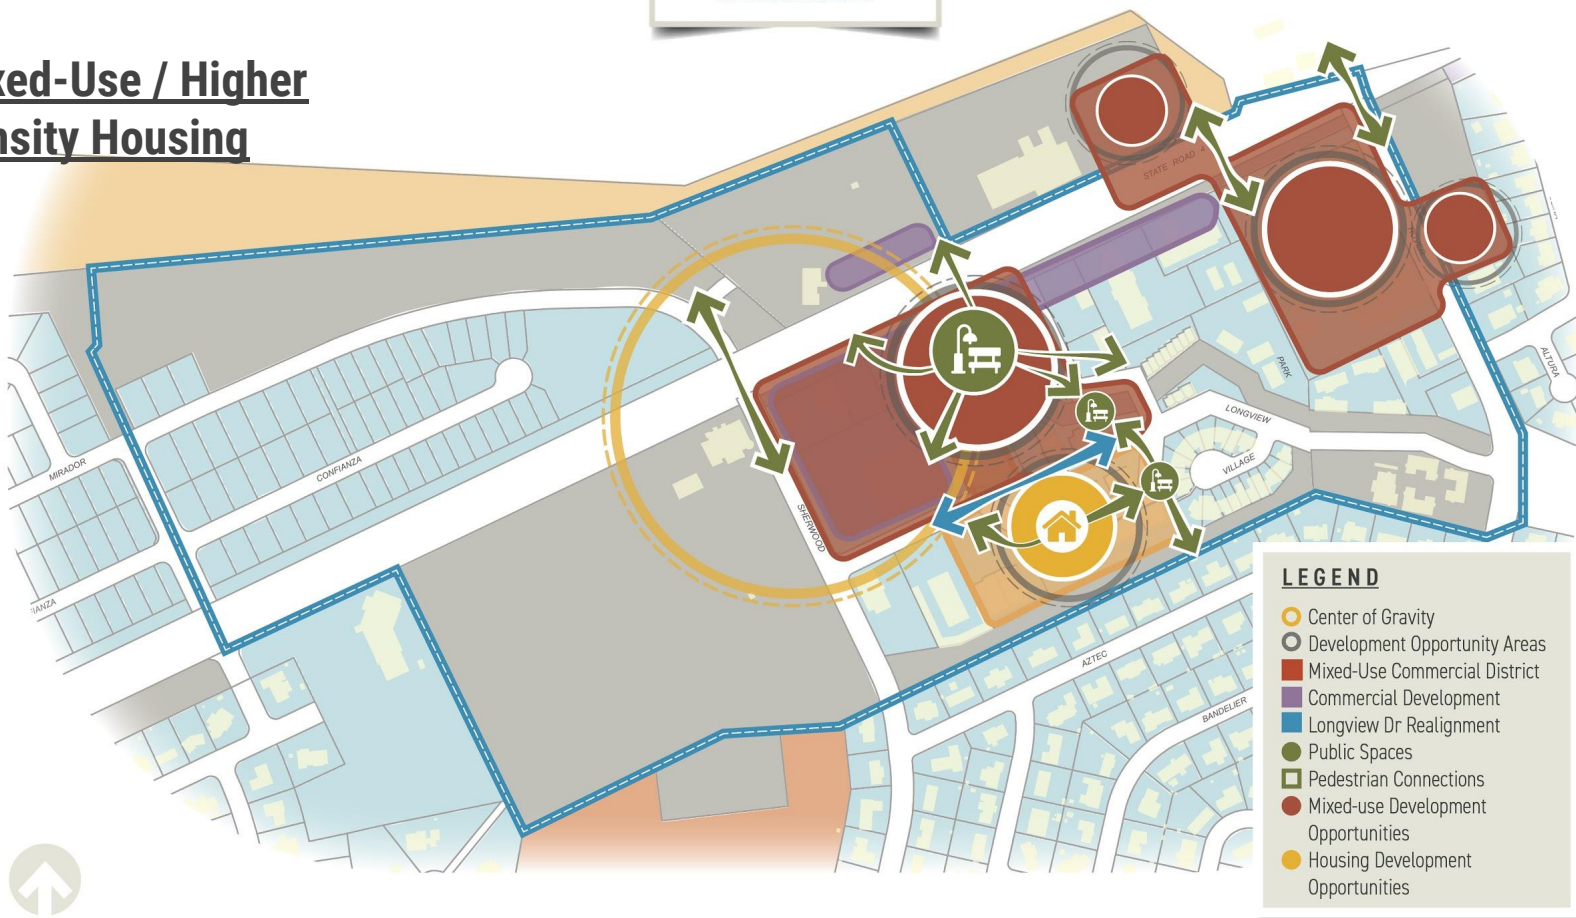 xed-Use / Higher
nsity Housing
STATE ROAD 4
MIRADOR
CONFIANZA
IANZA
SHERWOOD
LONGVIEW
VILLAGE
PARK
ALTURA
AZTEC
BANDELIER
LEGEND
Center of Gravity
Development Opportunity Areas
Mixed-Use Commercial District
Commercial Development
Longview Dr Realignment
Public Spaces
Pedestrian Connections
Mixed-use Development
Opportunities
Housing Development
Opportunities